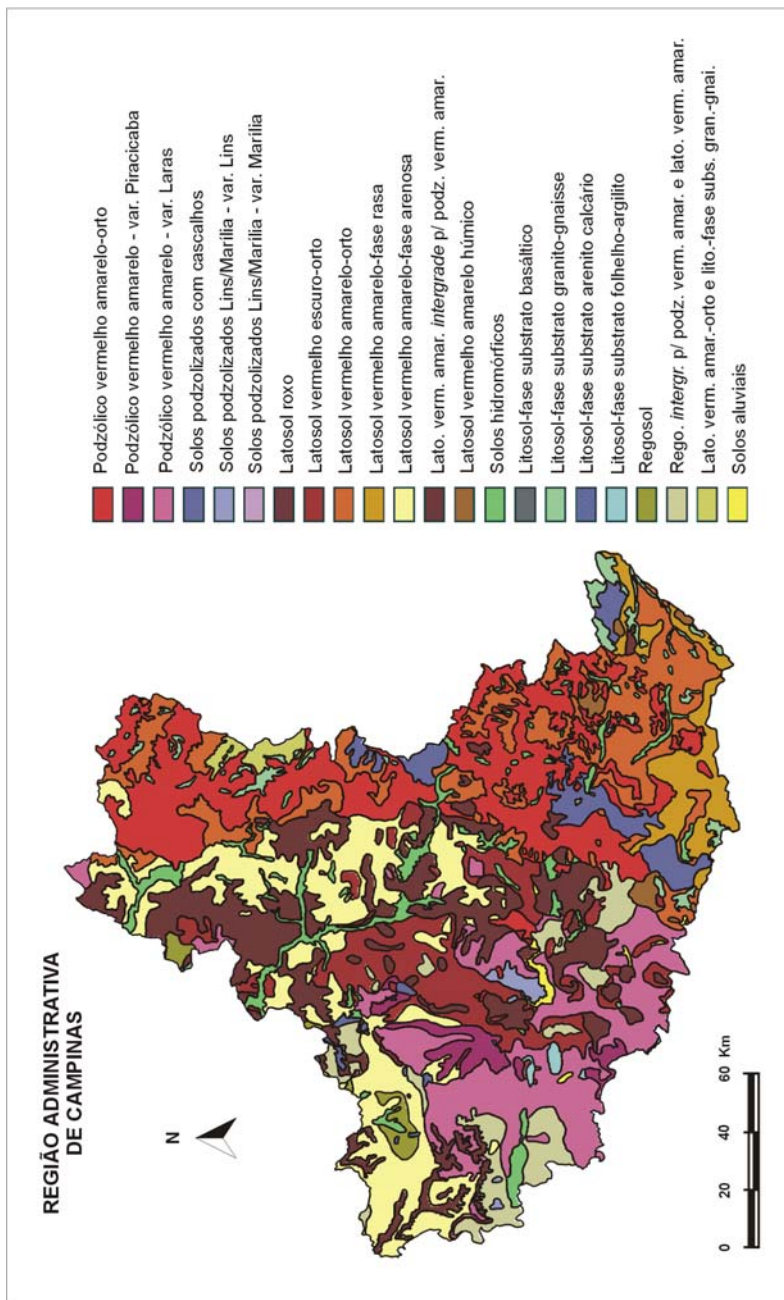 REGIÃO ADMINISTRATIVA
DE CAMPINAS
N
0 20 40 60 Km
Podzólico vermelho amarelo-orto
Podzólico vermelho amarelo - var. Piracicaba
Podzólico vermelho amarelo - var. Laras
Solos podzolizados com cascalhos
Solos podzolizados Lins/Marília - var. Lins
Solos podzolizados Lins/Marília - var. Marília
Latosol roxo
Latosol vermelho escuro-orto
Latosol vermelho amarelo-orto
Latosol vermelho amarelo-fase rasa
Latosol vermelho amarelo-fase arenosa
Lato. verm. amar. intergrade p/ podz. verm. amar.
Latosol vermelho amarelo húmico
Solos hidromórficos
Litosol-fase substrato basáltico
Litosol-fase substrato granito-gnaisse
Litosol-fase substrato arenito calcário
Litosol-fase substrato folhelho-argilito
Regosol
Rego. intergr. p/ podz. verm. amar. e lato. verm. amar.
Lato. verm. amar.-orto e lito.-fase subs. gran.-gnai.
Solos aluviais